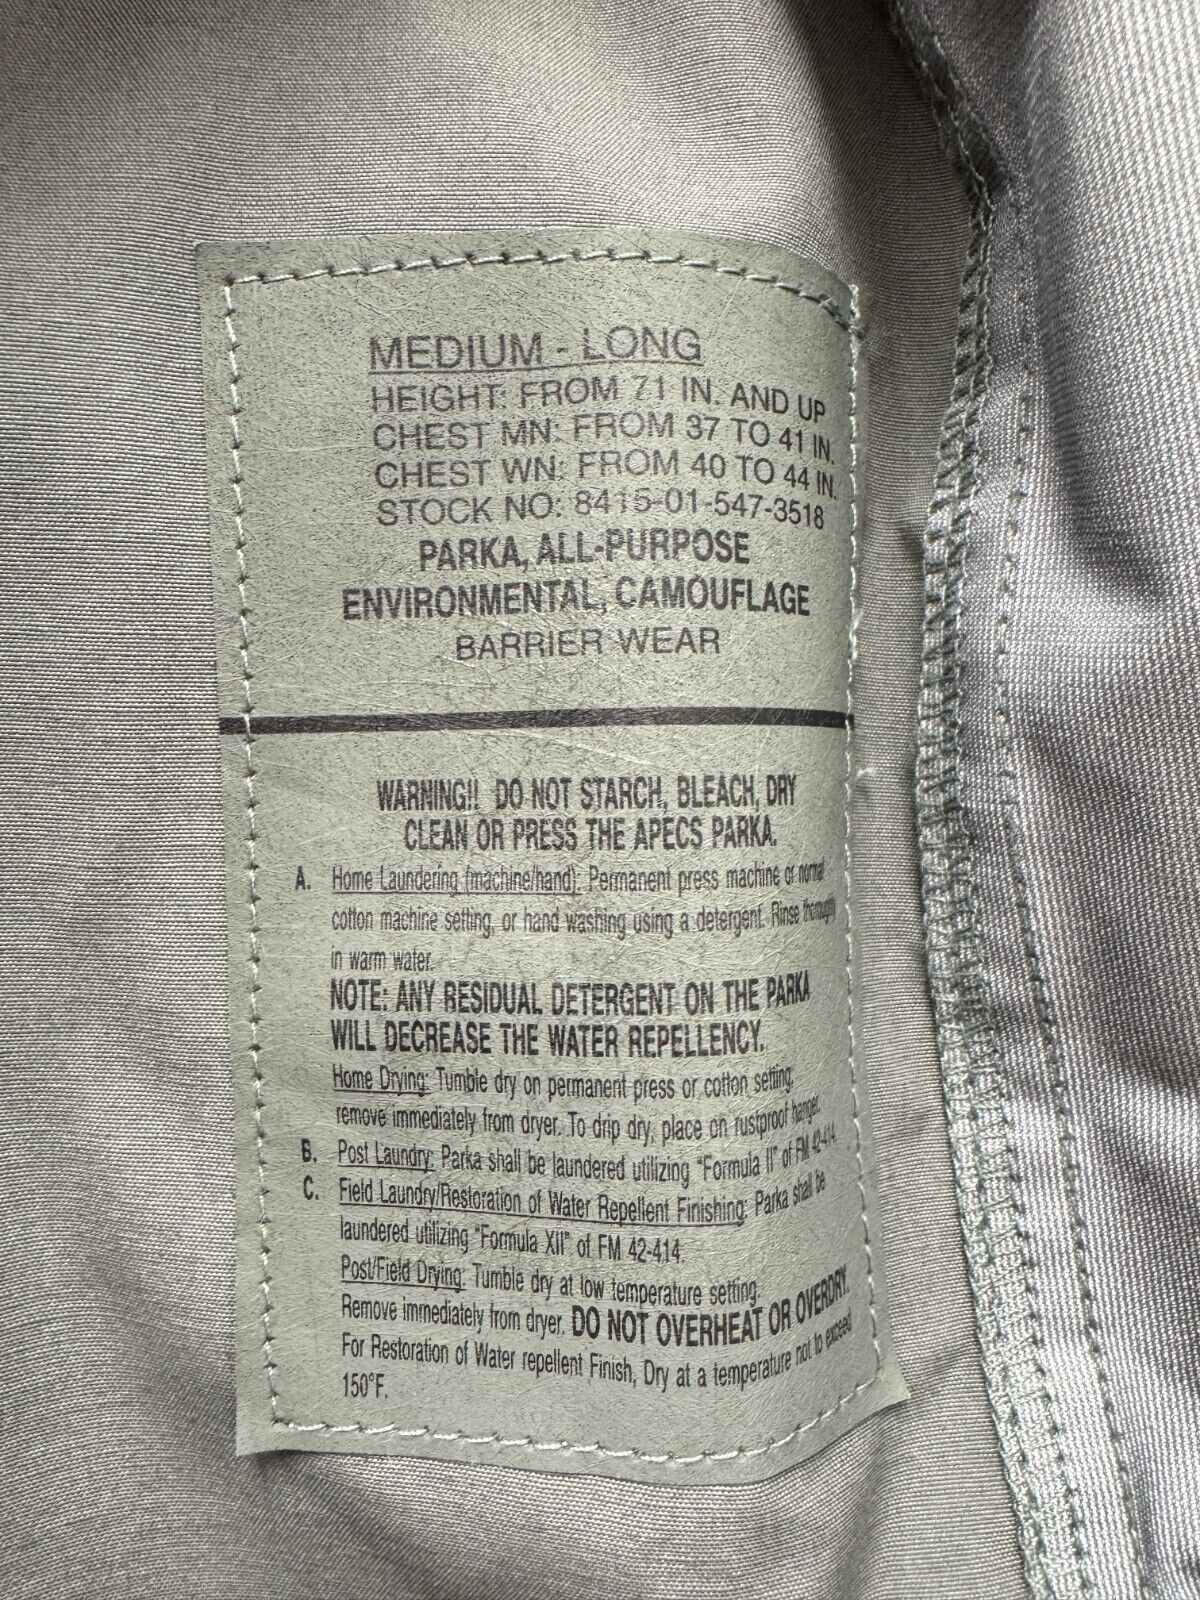 MEDIUM - LONG
HEIGHT: FROM 71 IN. AND UP
CHEST MN: FROM 37 TO 41 IN.
CHEST WN: FROM 40 TO 44 IN.
STOCK NO: 8415-01-547-3518
PARKA, ALL-PURPOSE
ENVIRONMENTAL, CAMOUFLAGE
BARRIER WEAR
WARNING!! DO NOT STARCH, BLEACH, DRY
CLEAN OR PRESS THE APECS PARKA.
A. Home Laundering (machine/hand): Permanent press machine or normal
cotton machine setting, or hand washing using a detergent. Rinse thoroughly
in warm water.
NOTE: ANY RESIDUAL DETERGENT ON THE PARKA
WILL DECREASE THE WATER REPELLENCY.
Home Drying: Tumble dry on permanent press or cotton setting,
remove immediately from dryer. To drip dry, place on rustproof hanger.
B. Post Laundry: Parka shall be laundered utilizing "Formula II" of FM 42-414.
C. Field Laundry/Restoration of Water Repellent Finishing: Parka shall be
laundered utilizing "Formula XII" of FM 42-414.
Post/Field Drying: Tumble dry at low temperature setting.
Remove immediately from dryer. DO NOT OVERHEAT OR OVERDRY.
For Restoration of Water repellent Finish, Dry at a temperature not to exceed
150°F.